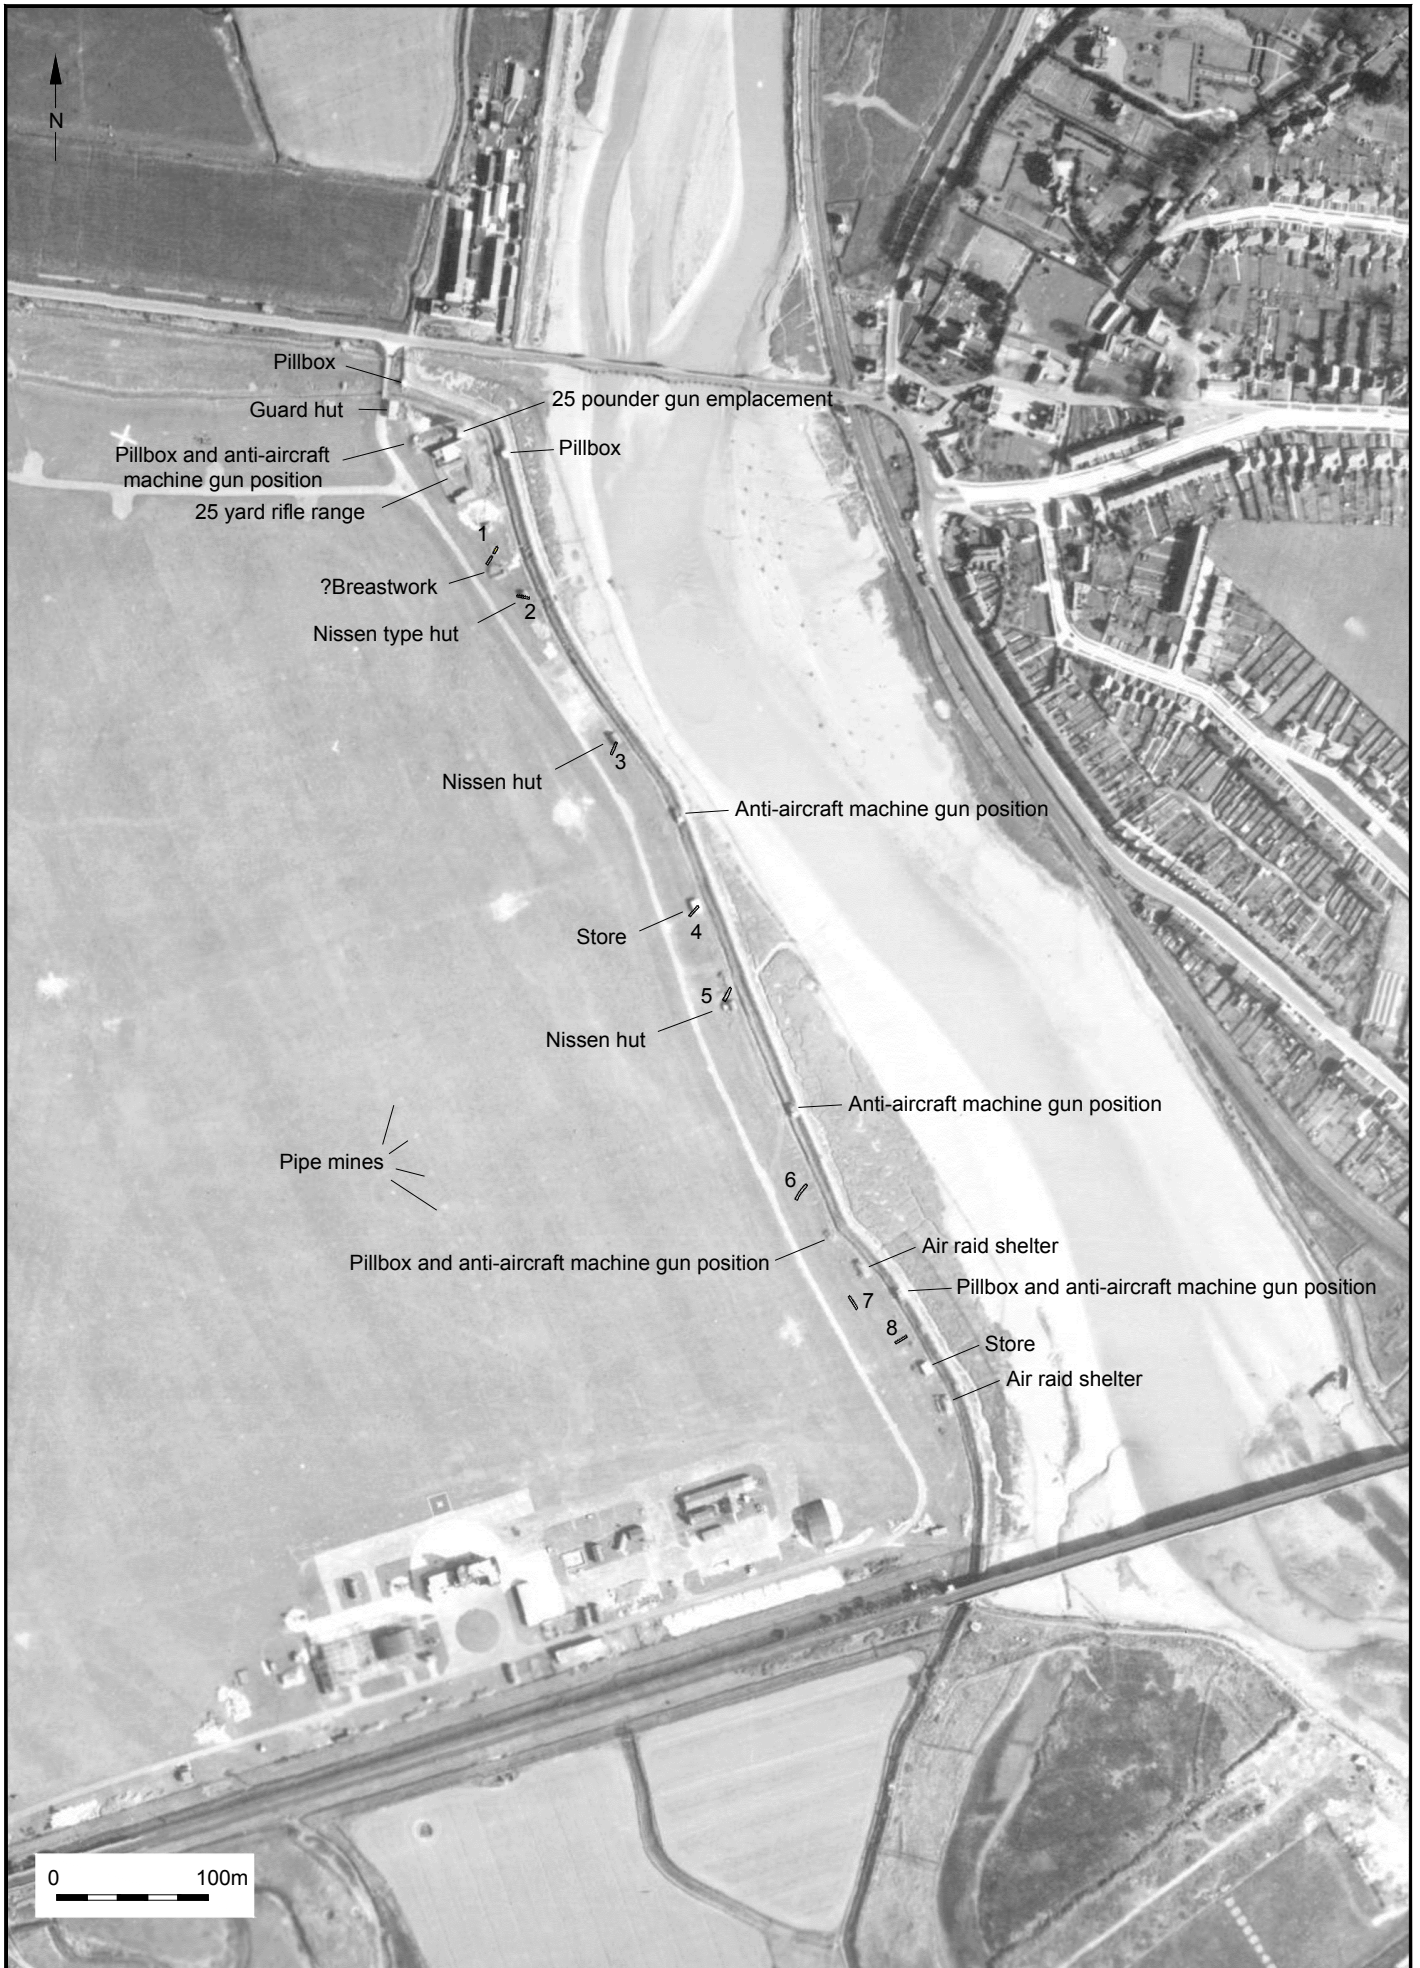 N
Pillbox
Guard hut
25 pounder gun emplacement
Pillbox
Pillbox and anti-aircraft
machine gun position
25 yard rifle range
1
?Breastwork
2
Nissen type hut
3
Nissen hut
Anti-aircraft machine gun position
Store
4
5
Nissen hut
Anti-aircraft machine gun position
Pipe mines
6
Pillbox and anti-aircraft machine gun position
Air raid shelter
Pillbox and anti-aircraft machine gun position
7
8
Store
Air raid shelter
0 100m